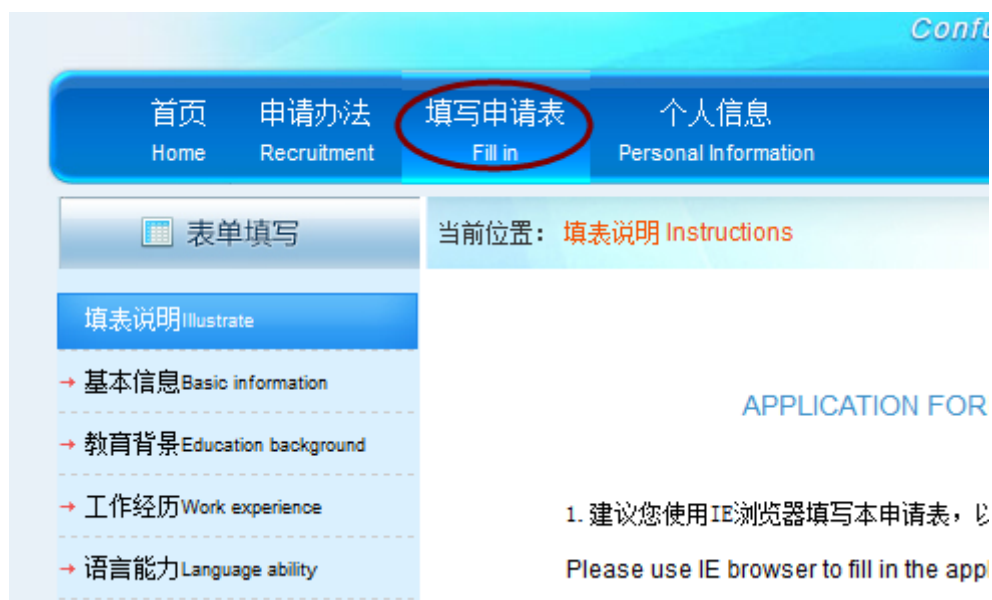 首页 申请办法 填写申请表 个人信息
Home Recruitment Fill in Personal Information
表单填写
当前位置： 填表说明 Instructions
填表说明Illustrate
→ 基本信息Basic information
→ 教育背景Education background
→ 工作经历Work experience
→ 语言能力Language ability
APPLICATION FOR
1. 建议您使用IE浏览器填写本申请表，以
Please use IE browser to fill in the app